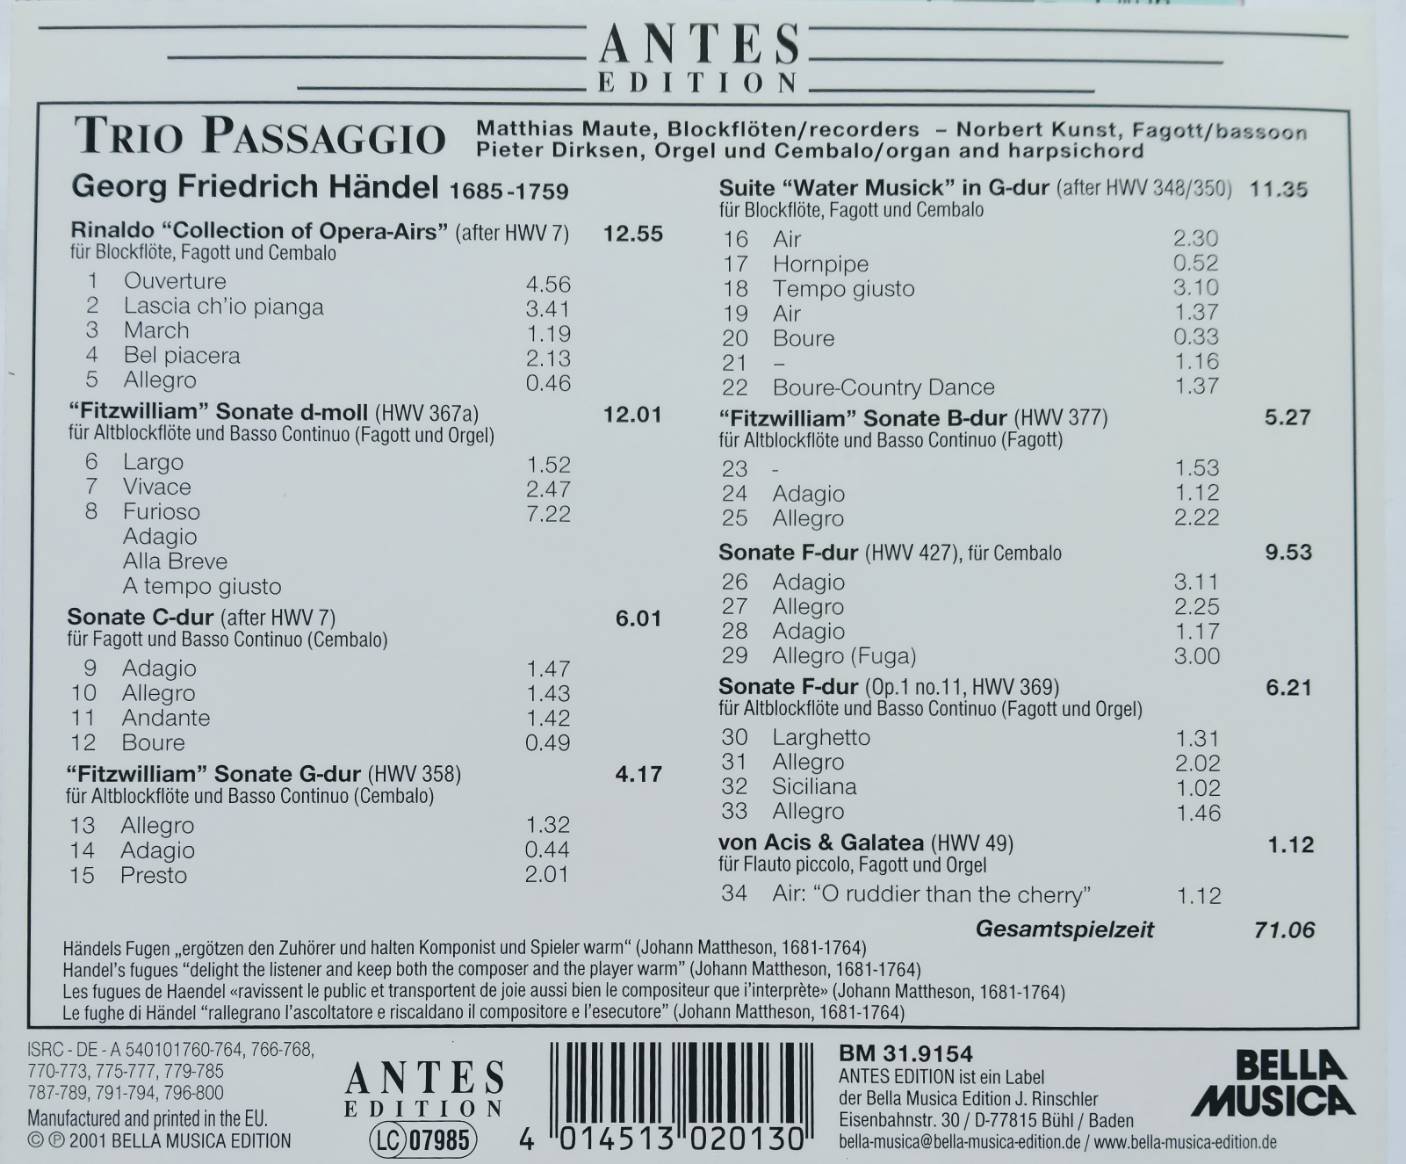 ANTES
EDITION
TRIO PASSAGGIO
Matthias Maute, Blockflöten/recorders – Norbert Kunst, Fagott/bassoon
Pieter Dirksen, Orgel und Cembalo/organ and harpsichord
Georg Friedrich Händel 1685-1759
Rinaldo “Collection of Opera-Airs” (after HWV 7) 12.55
für Blockflöte, Fagott und Cembalo
1 Ouverture 4.56
2 Lascia ch'io pianga 3.41
3 March 1.19
4 Bel piacera 2.13
5 Allegro 0.46
“Fitzwilliam” Sonate d-moll (HWV 367a) 12.01
für Altblockflöte und Basso Continuo (Fagott und Orgel)
6 Largo 1.52
7 Vivace 2.47
8 Furioso 7.22
Adagio
Alla Breve
A tempo giusto
Sonate C-dur (after HWV 7) 6.01
für Fagott und Basso Continuo (Cembalo)
9 Adagio 1.47
10 Allegro 1.43
11 Andante 1.42
12 Boure 0.49
“Fitzwilliam” Sonate G-dur (HWV 358) 4.17
für Altblockflöte und Basso Continuo (Cembalo)
13 Allegro 1.32
14 Adagio 0.44
15 Presto 2.01
Suite “Water Musick” in G-dur (after HWV 348/350) 11.35
für Blockflöte, Fagott und Cembalo
16 Air 2.30
17 Hornpipe 0.52
18 Tempo giusto 3.10
19 Air 1.37
20 Boure 0.33
21 – 1.16
22 Boure-Country Dance 1.37
“Fitzwilliam” Sonate B-dur (HWV 377) 5.27
für Altblockflöte und Basso Continuo (Fagott)
23 - 1.53
24 Adagio 1.12
25 Allegro 2.22
Sonate F-dur (HWV 427), für Cembalo 9.53
26 Adagio 3.11
27 Allegro 2.25
28 Adagio 1.17
29 Allegro (Fuga) 3.00
Sonate F-dur (Op.1 no.11, HWV 369) 6.21
für Altblockflöte und Basso Continuo (Fagott und Orgel)
30 Larghetto 1.31
31 Allegro 2.02
32 Siciliana 1.02
33 Allegro 1.46
von Acis & Galatea (HWV 49) 1.12
für Flauto piccolo, Fagott und Orgel
34 Air: “O ruddier than the cherry” 1.12
Gesamtspielzeit 71.06
Händels Fugen „ergötzen den Zuhörer und halten Komponist und Spieler warm“ (Johann Mattheson, 1681-1764)
Handel's fugues “delight the listener and keep both the composer and the player warm” (Johann Mattheson, 1681-1764)
Les fugues de Haendel «ravissent le public et transportent de joie aussi bien le compositeur que i'interprète» (Johann Mattheson, 1681-1764)
Le fughe di Händel “rallegrano l'ascoltatore e riscaldano il compositore e l'esecutore” (Johann Mattheson, 1681-1764)
ISRC - DE - A 540101760-764, 766-768,
770-773, 775-777, 779-785
787-789, 791-794, 796-800
Manufactured and printed in the EU.
© ℗ 2001 BELLA MUSICA EDITION
ANTES
EDITION
LC 07985
4 014513 020130
BM 31.9154
ANTES EDITION ist ein Label
der Bella Musica Edition J. Rinschler
Eisenbahnstr. 30 / D-77815 Bühl / Baden
bella-musica@bella-musica-edition.de / www.bella-musica-edition.de
BELLA
MUSICA